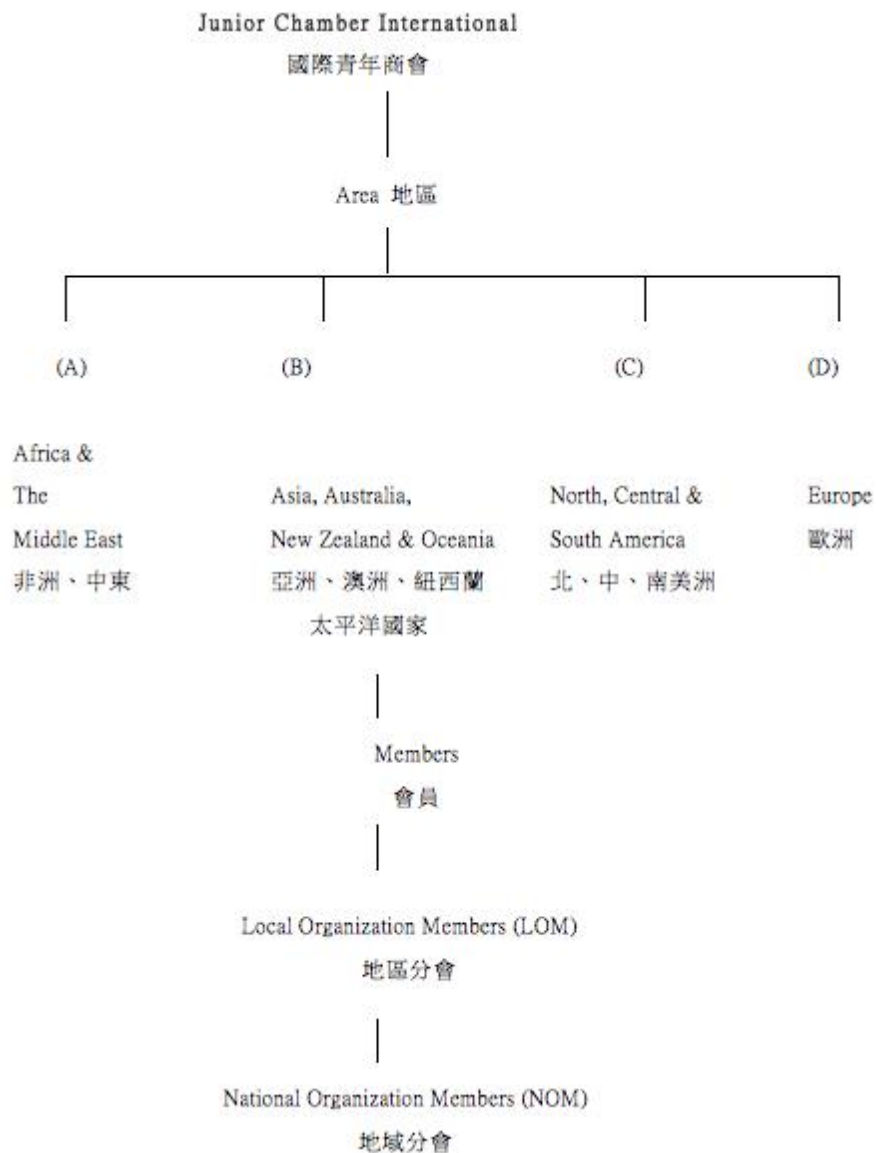 Junior Chamber International
國際青年商會
Area 地區
(A)
(B)
(C)
(D)
Africa &
The
Middle East
非洲、中東
Asia, Australia,
New Zealand & Oceania
亞洲、澳洲、紐西蘭
太平洋國家
North, Central &
South America
北、中、南美洲
Europe
歐洲
Members
會員
Local Organization Members (LOM)
地區分會
National Organization Members (NOM)
地域分會